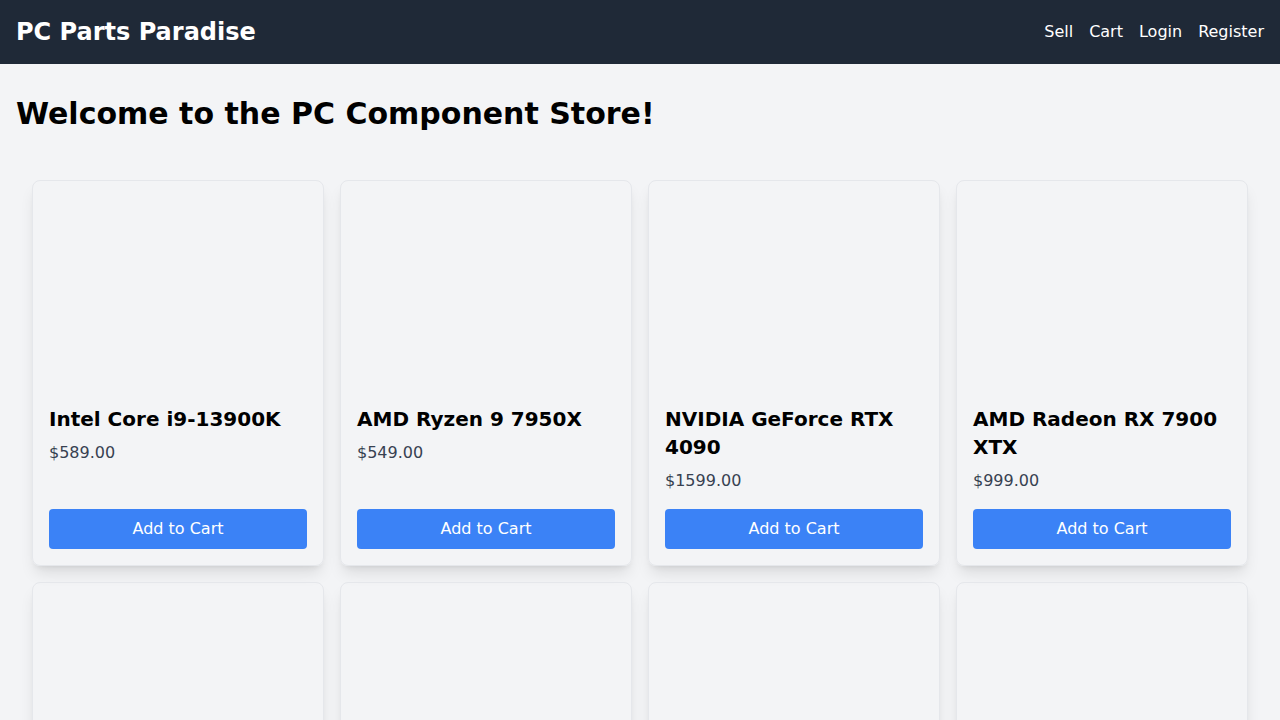 PC Parts Paradise
Sell
Cart
Login
Register
Welcome to the PC Component Store!
Intel Core i9-13900K
$589.00
Add to Cart
AMD Ryzen 9 7950X
$549.00
Add to Cart
NVIDIA GeForce RTX
4090
$1599.00
Add to Cart
AMD Radeon RX 7900
XTX
$999.00
Add to Cart